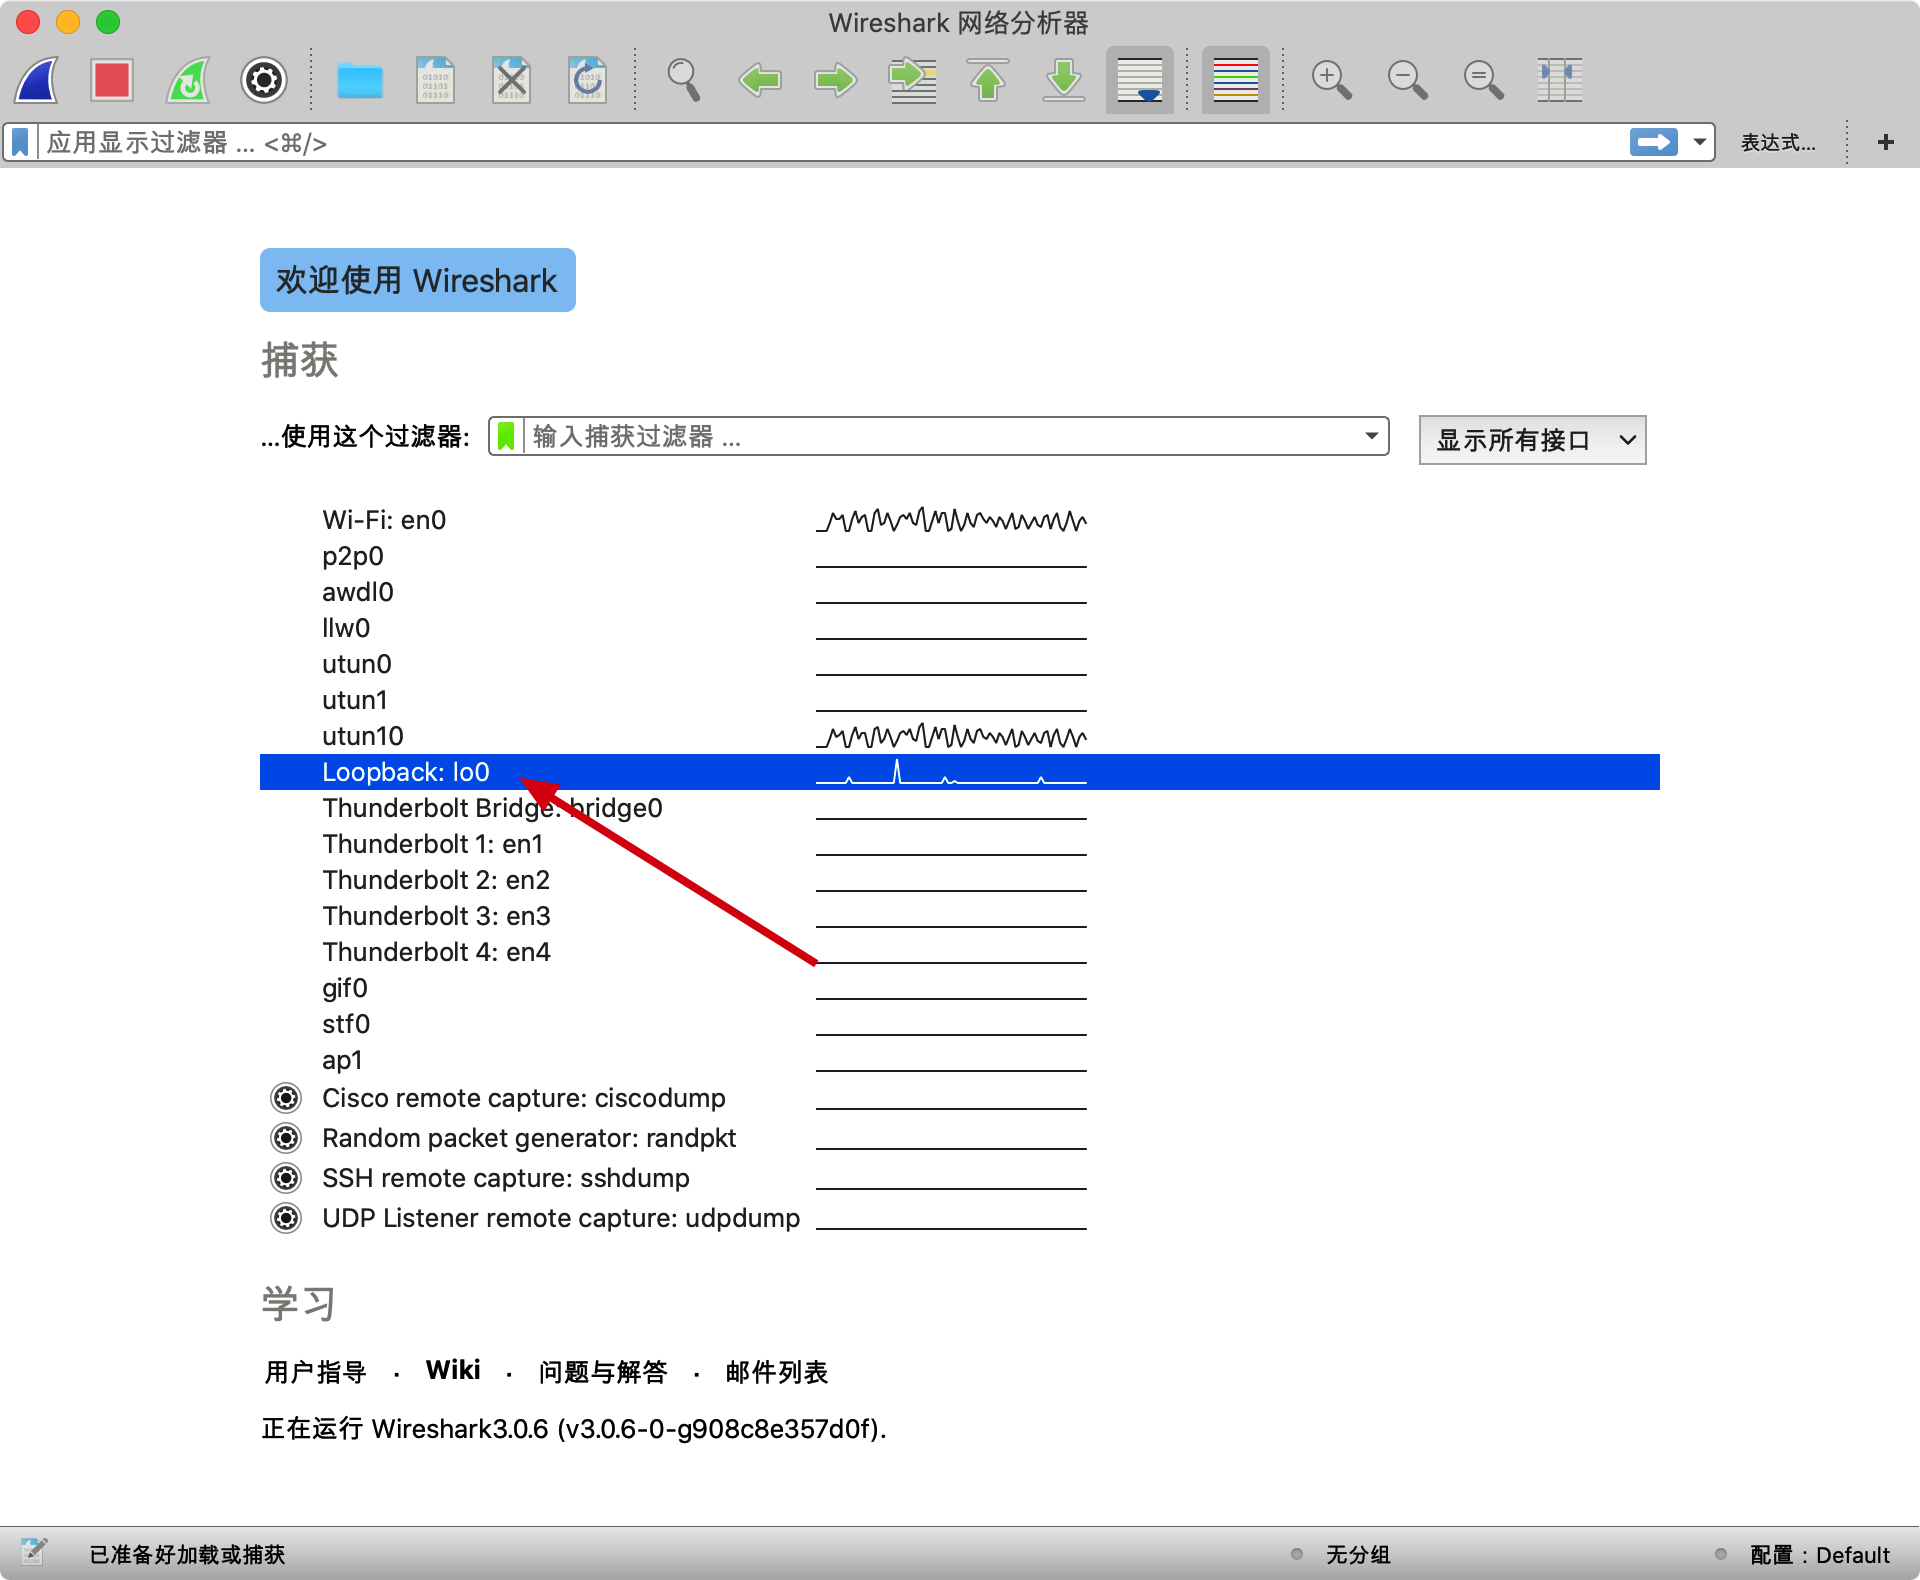 Wireshark 网络分析器
应用显示过滤器 ... <⌘/>
表达式...
+
欢迎使用 Wireshark
捕获
...使用这个过滤器:
输入捕获过滤器 ...
显示所有接口
Wi-Fi: en0
p2p0
awdl0
llw0
utun0
utun1
utun10
Loopback: lo0
Thunderbolt Bridge: bridge0
Thunderbolt 1: en1
Thunderbolt 2: en2
Thunderbolt 3: en3
Thunderbolt 4: en4
gif0
stf0
ap1
Cisco remote capture: ciscodump
Random packet generator: randpkt
SSH remote capture: sshdump
UDP Listener remote capture: udpdump
学习
用户指导 · Wiki · 问题与解答 · 邮件列表
正在运行 Wireshark3.0.6 (v3.0.6-0-g908c8e357d0f).
已准备好加载或捕获
无分组
配置：Default